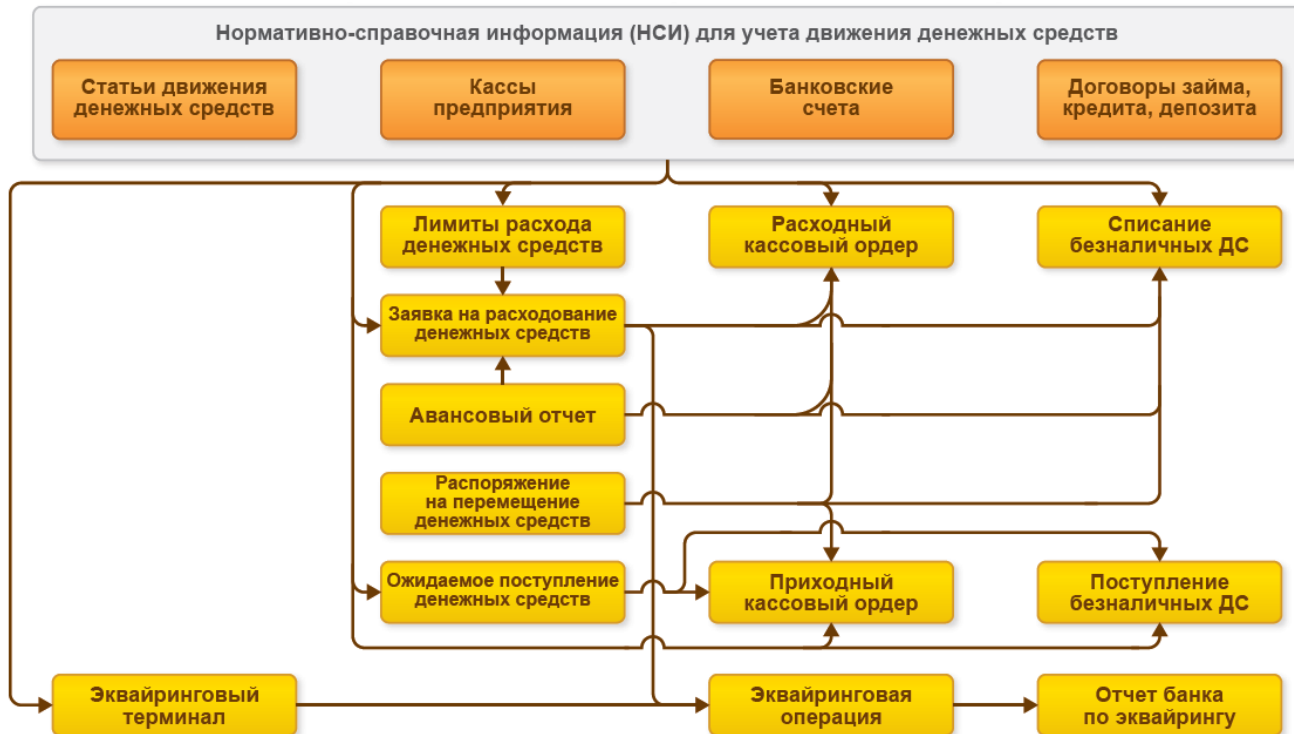 Нормативно-справочная информация (НСИ) для учета движения денежных средств
Статьи движения
денежных средств
Кассы
предприятия
Банковские
счета
Договоры займа,
кредита, депозита
Лимиты расхода
денежных средств
Расходный
кассовый ордер
Списание
безналичных ДС
Заявка на расходование
денежных средств
Авансовый отчет
Распоряжение
на перемещение
денежных средств
Ожидаемое поступление
денежных средств
Приходный
кассовый ордер
Поступление
безналичных ДС
Эквайринговый
терминал
Эквайринговая
операция
Отчет банка
по эквайрингу